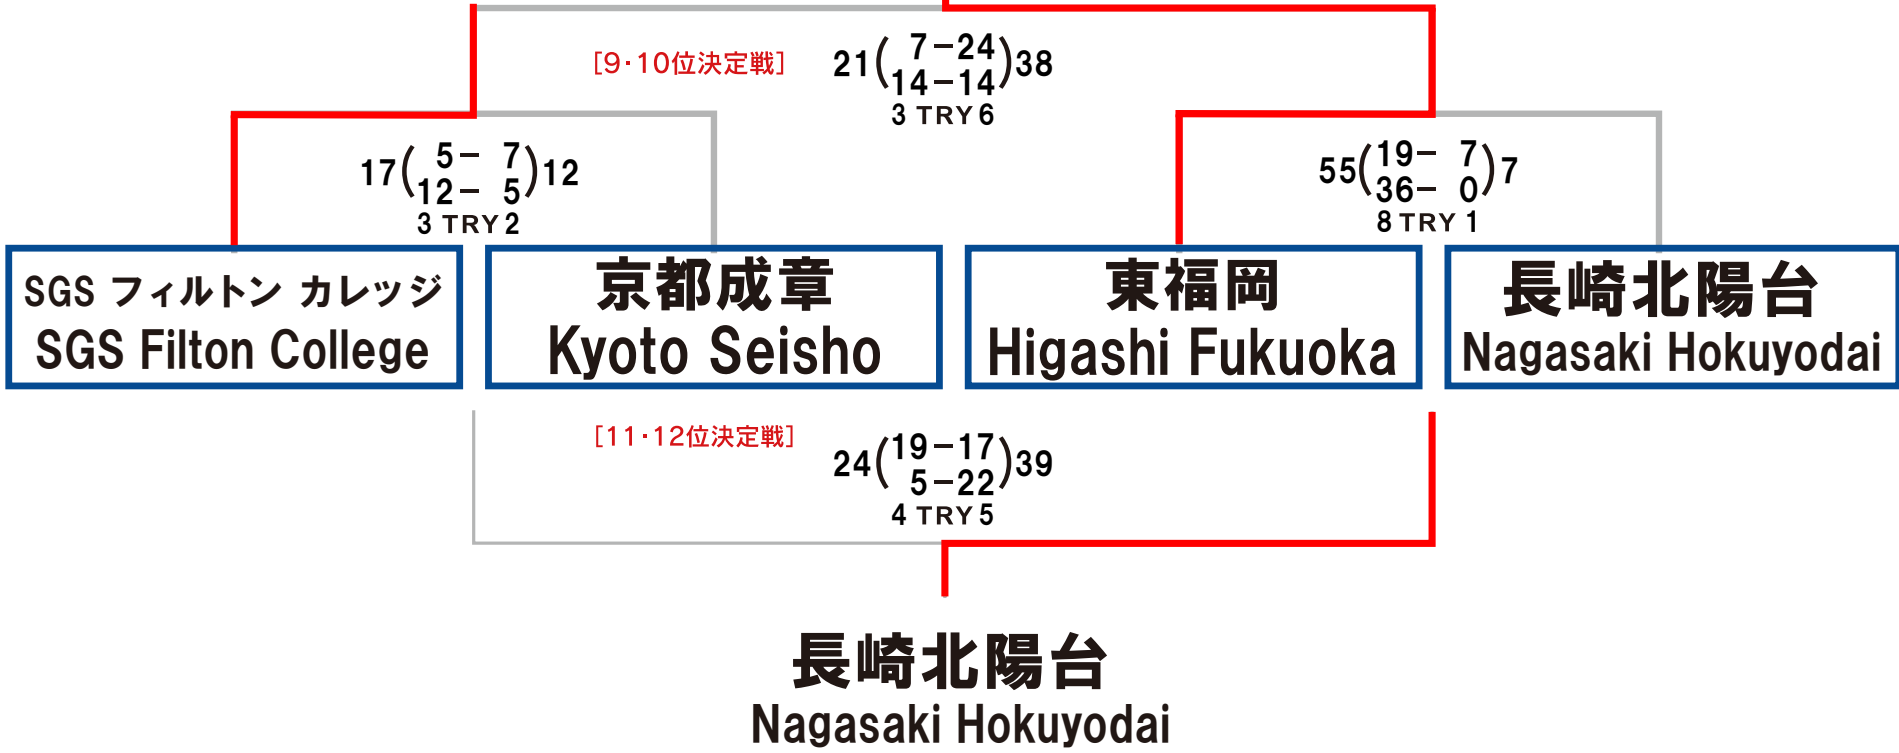 [9・10位決定戦]
21(7-24 14-14)38
3 TRY 6
17(5-7 12-5)12
3 TRY 2
55(19-7 36-0)7
8 TRY 1
SGS フィルトン カレッジ
SGS Filton College
京都成章
Kyoto Seisho
東福岡
Higashi Fukuoka
長崎北陽台
Nagasaki Hokuyodai
[11・12位決定戦]
24(19-17 5-22)39
4 TRY 5
長崎北陽台
Nagasaki Hokuyodai